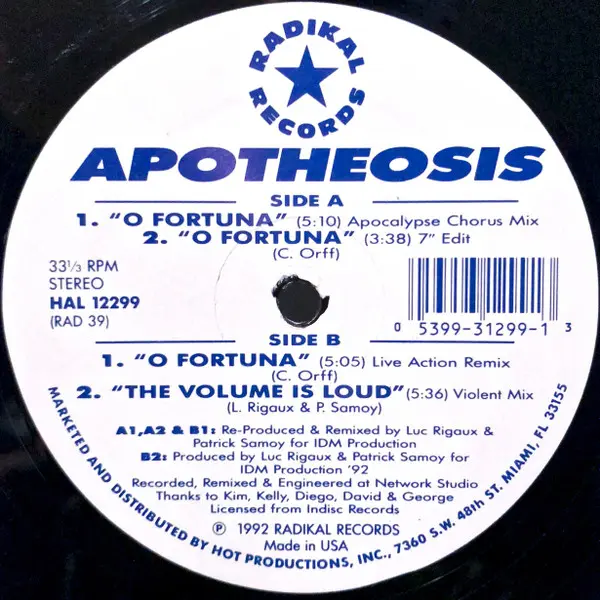 RADIKAL
RECORDS
APOTHEOSIS
SIDE A
1. "O FORTUNA" (5:10) Apocalypse Chorus Mix
2. "O FORTUNA" (3:38) 7" Edit
(C. Orff)
33⅓ RPM
STEREO
HAL 12299
(RAD 39)
0 5399-31299-1 3
SIDE B
1. "O FORTUNA" (5:05) Live Action Remix
(C. Orff)
2. "THE VOLUME IS LOUD" (5:36) Violent Mix
(L. Rigaux & P. Samoy)
A1,A2 & B1: Re-Produced & Remixed by Luc Rigaux &
Patrick Samoy for IDM Production
B2: Produced by Luc Rigaux & Patrick Samoy for
IDM Production '92
Recorded, Remixed & Engineered at Network Studio
Thanks to Kim, Kelly, Diego, David & George
Licensed from Indisc Records
℗ 1992 RADIKAL RECORDS
Made in USA
MARKETED AND DISTRIBUTED BY HOT PRODUCTIONS, INC., 7360 S.W. 48th ST. MIAMI, FL 33155